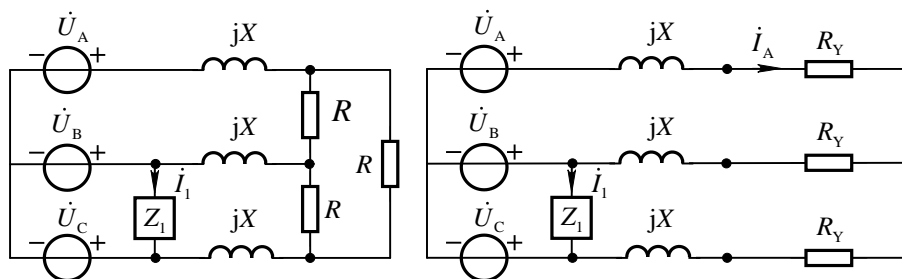 U̇A
jX
− +
R
U̇B
jX
− +
R
İ1
R
U̇C
Z1
jX
− +
U̇A
jX
İA
RY
− +
U̇B
jX
RY
− +
İ1
U̇C
Z1
jX
RY
− +